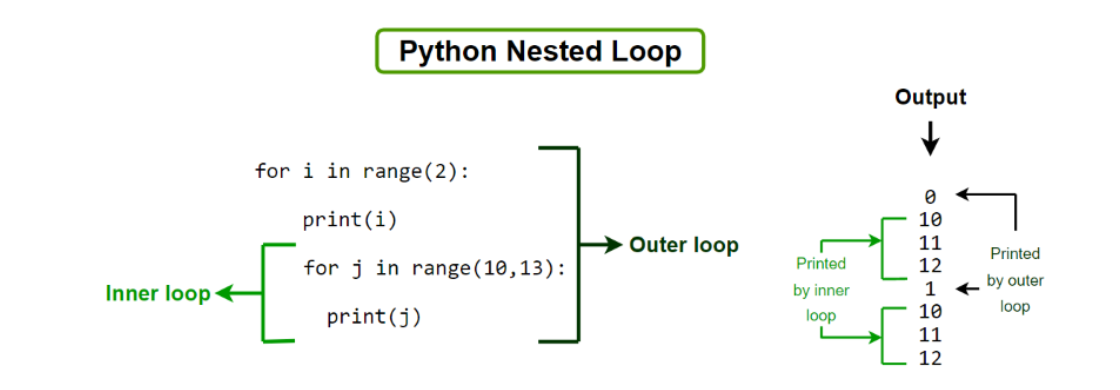 Python Nested Loop
for i in range(2):
print(i)
for j in range(10,13):
print(j)
Inner loop
Outer loop
Output
0
10
11
12
1
10
11
12
Printed
by inner
loop
Printed
by outer
loop